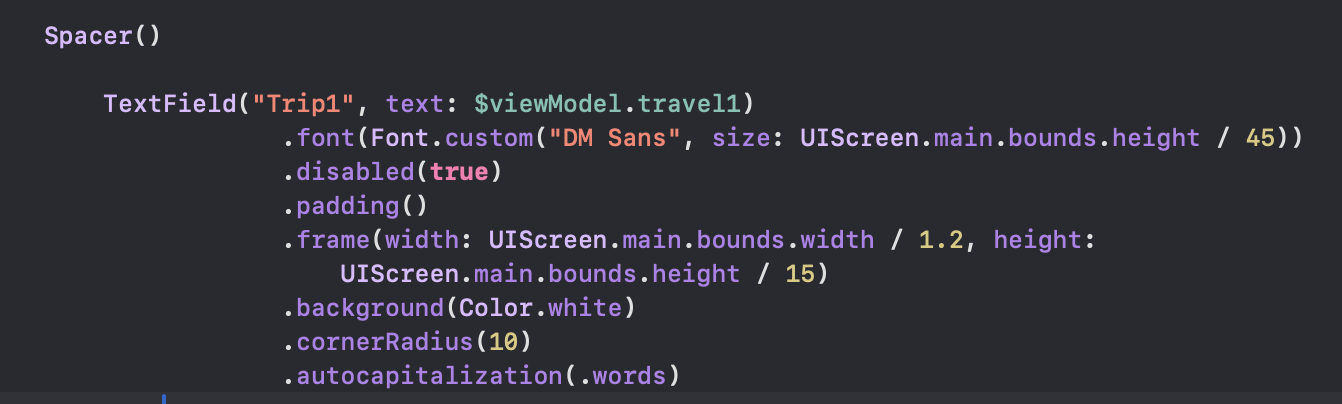 Spacer()
TextField("Trip1", text: $viewModel.travel1)
.font(Font.custom("DM Sans", size: UIScreen.main.bounds.height / 45))
.disabled(true)
.padding()
.frame(width: UIScreen.main.bounds.width / 1.2, height:
UIScreen.main.bounds.height / 15)
.background(Color.white)
.cornerRadius(10)
.autocapitalization(.words)